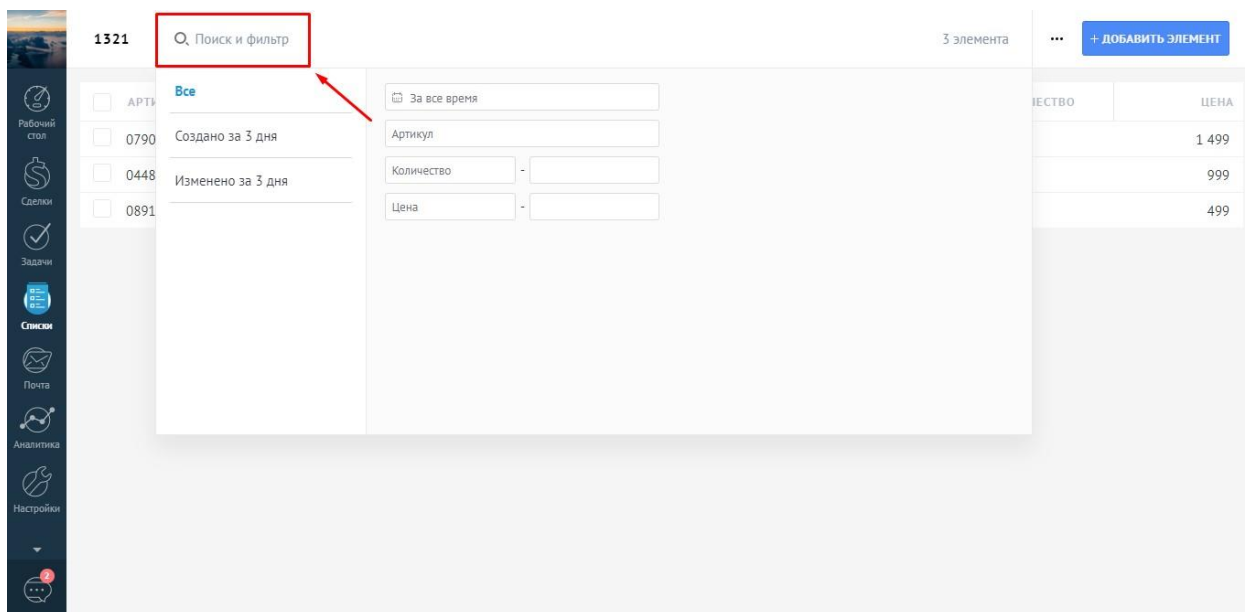 1321
Поиск и фильтр
3 элемента
•••
+ ДОБАВИТЬ ЭЛЕМЕНТ
Рабочий
стол
Сделки
Задачи
Списки
Почта
Аналитика
Настройки
2
Все
Создано за 3 дня
Изменено за 3 дня
За все время
Артикул
Количество -
Цена -
АРТИ
ІЕСТВО
ЦЕНА
0790
1 499
0448
999
0891
499